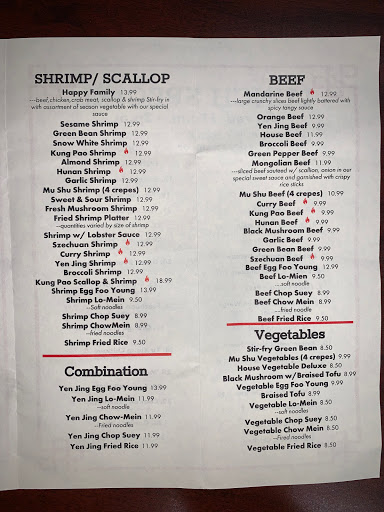 SHRIMP/ SCALLOP
Happy Family 13.99
---beef,chicken,crab meat, scallop & shrimp Stir-fry in
with assortment of season vegetable with our special
sauce
Sesame Shrimp 12.99
Green Bean Shrimp 12.99
Snow White Shrimp 12.99
Kung Pao Shrimp 12.99
Almond Shrimp 12.99
Hunan Shrimp 12.99
Garlic Shrimp 12.99
Mu Shu Shrimp (4 crepes) 12.99
Sweet & Sour Shrimp 12.99
Fresh Mushroom Shrimp 12.99
Fried Shrimp Platter 12.99
--quantities varied by size of shrimp
Shrimp w/ Lobster Sauce 12.99
Szechuan Shrimp 12.99
Curry Shrimp 12.99
Yen Jing Shrimp 12.99
Broccoli Shrimp 12.99
Kung Pao Scallop & Shrimp 18.99
Shrimp Egg Foo Young 13.99
Shrimp Lo-Mein 9.50
--Soft noodles
Shrimp Chop Suey 8.99
Shrimp ChowMein 8.99
--fried noodles
Shrimp Fried Rice 9.50
Combination
Yen Jing Egg Foo Young 13.99
Yen Jing Lo-Mein 11.99
--soft noodle
Yen Jing Chow-Mein 11.99
--Fried noodles
Yen Jing Chop Suey 11.99
Yen Jing Fried Rice 11.99
BEEF
Mandarine Beef 12.99
---large crunchy slices beef lightly battered with
spicy tangy sauce
Orange Beef 12.99
Yen Jing Beef 9.99
House Beef 11.99
Broccoli Beef 9.99
Green Pepper Beef 9.99
Mongolian Beef 11.99
---sliced beef sauteed w/ scallion, onion in our
special sweet sauce and garnished with crispy
rice sticks
Mu Shu Beef (4 crepes) 10.99
Curry Beef 9.99
Kung Pao Beef 9.99
Hunan Beef 9.99
Black Mushroom Beef 9.99
Garlic Beef 9.99
Green Bean Beef 9.99
Szechuan Beef 9.99
Beef Egg Foo Young 12.99
Beef Lo-Mien 9.50
--soft noodle
Beef Chop Suey 8.99
Beef Chow Mein 8.99
---fried noodle
Beef Fried Rice 9.50
Vegetables
Stir-fry Green Bean 8.50
Mu Shu Vegetables (4 crepes) 9.99
House Vegetable Deluxe 8.50
Black Mushroom w/Braised Tofu 8.99
Vegetable Egg Foo Young 9.99
Braised Tofu 8.99
Vegetable Lo-Mein 8.99
--soft noodles
Vegetable Chop Suey 8.50
Vegetable Chow Mein 8.50
--Fried noodles
Vegetable Fried Rice 8.50